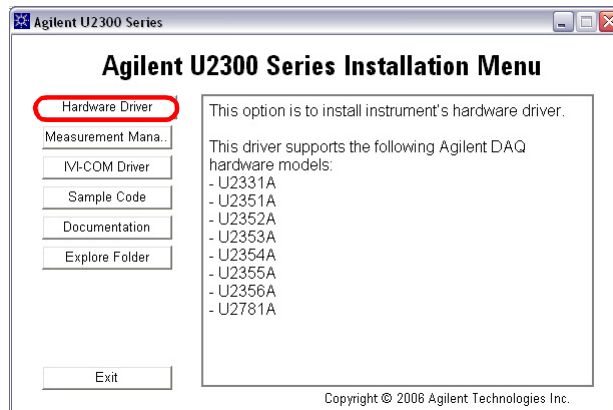 Agilent U2300 Series
Agilent U2300 Series Installation Menu
Hardware Driver
Measurement Mana..
IVI-COM Driver
Sample Code
Documentation
Explore Folder
Exit
This option is to install instrument's hardware driver.
This driver supports the following Agilent DAQ
hardware models:
- U2331A
- U2351A
- U2352A
- U2353A
- U2354A
- U2355A
- U2356A
- U2781A
Copyright © 2006 Agilent Technologies Inc.